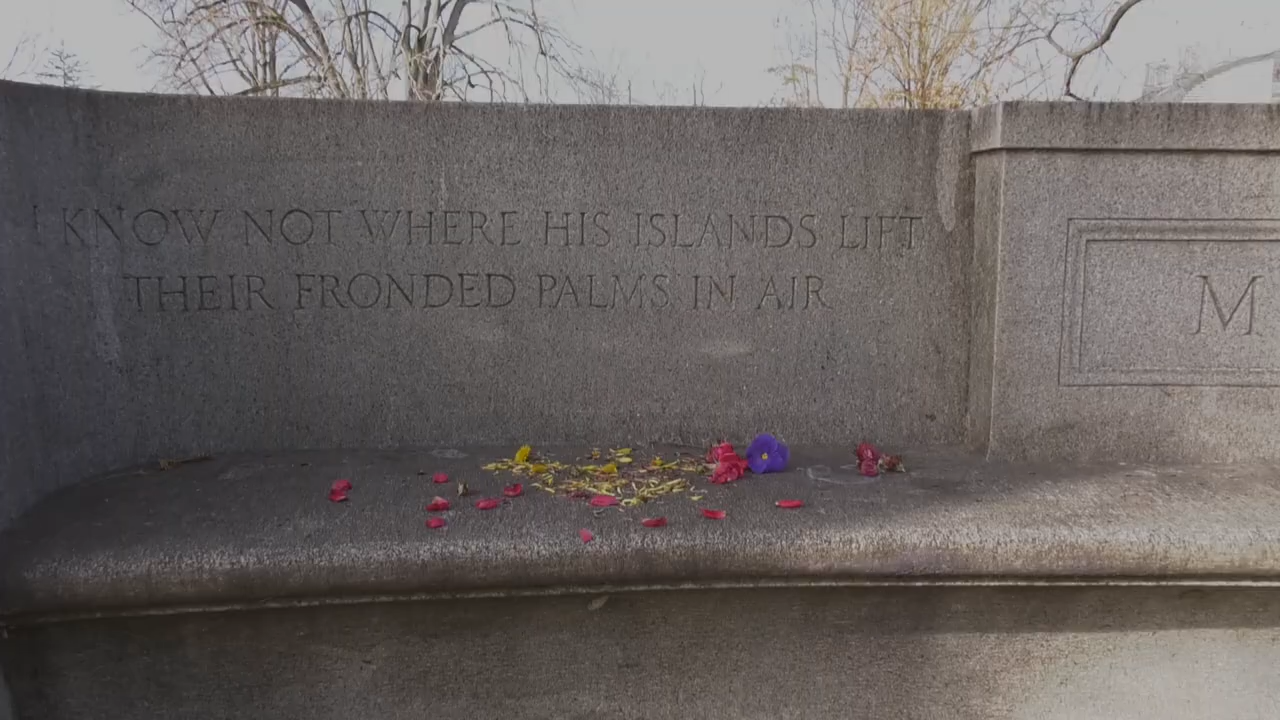 I KNOW NOT WHERE HIS ISLANDS LIFT
THEIR FRONDED PALMS IN AIR
M